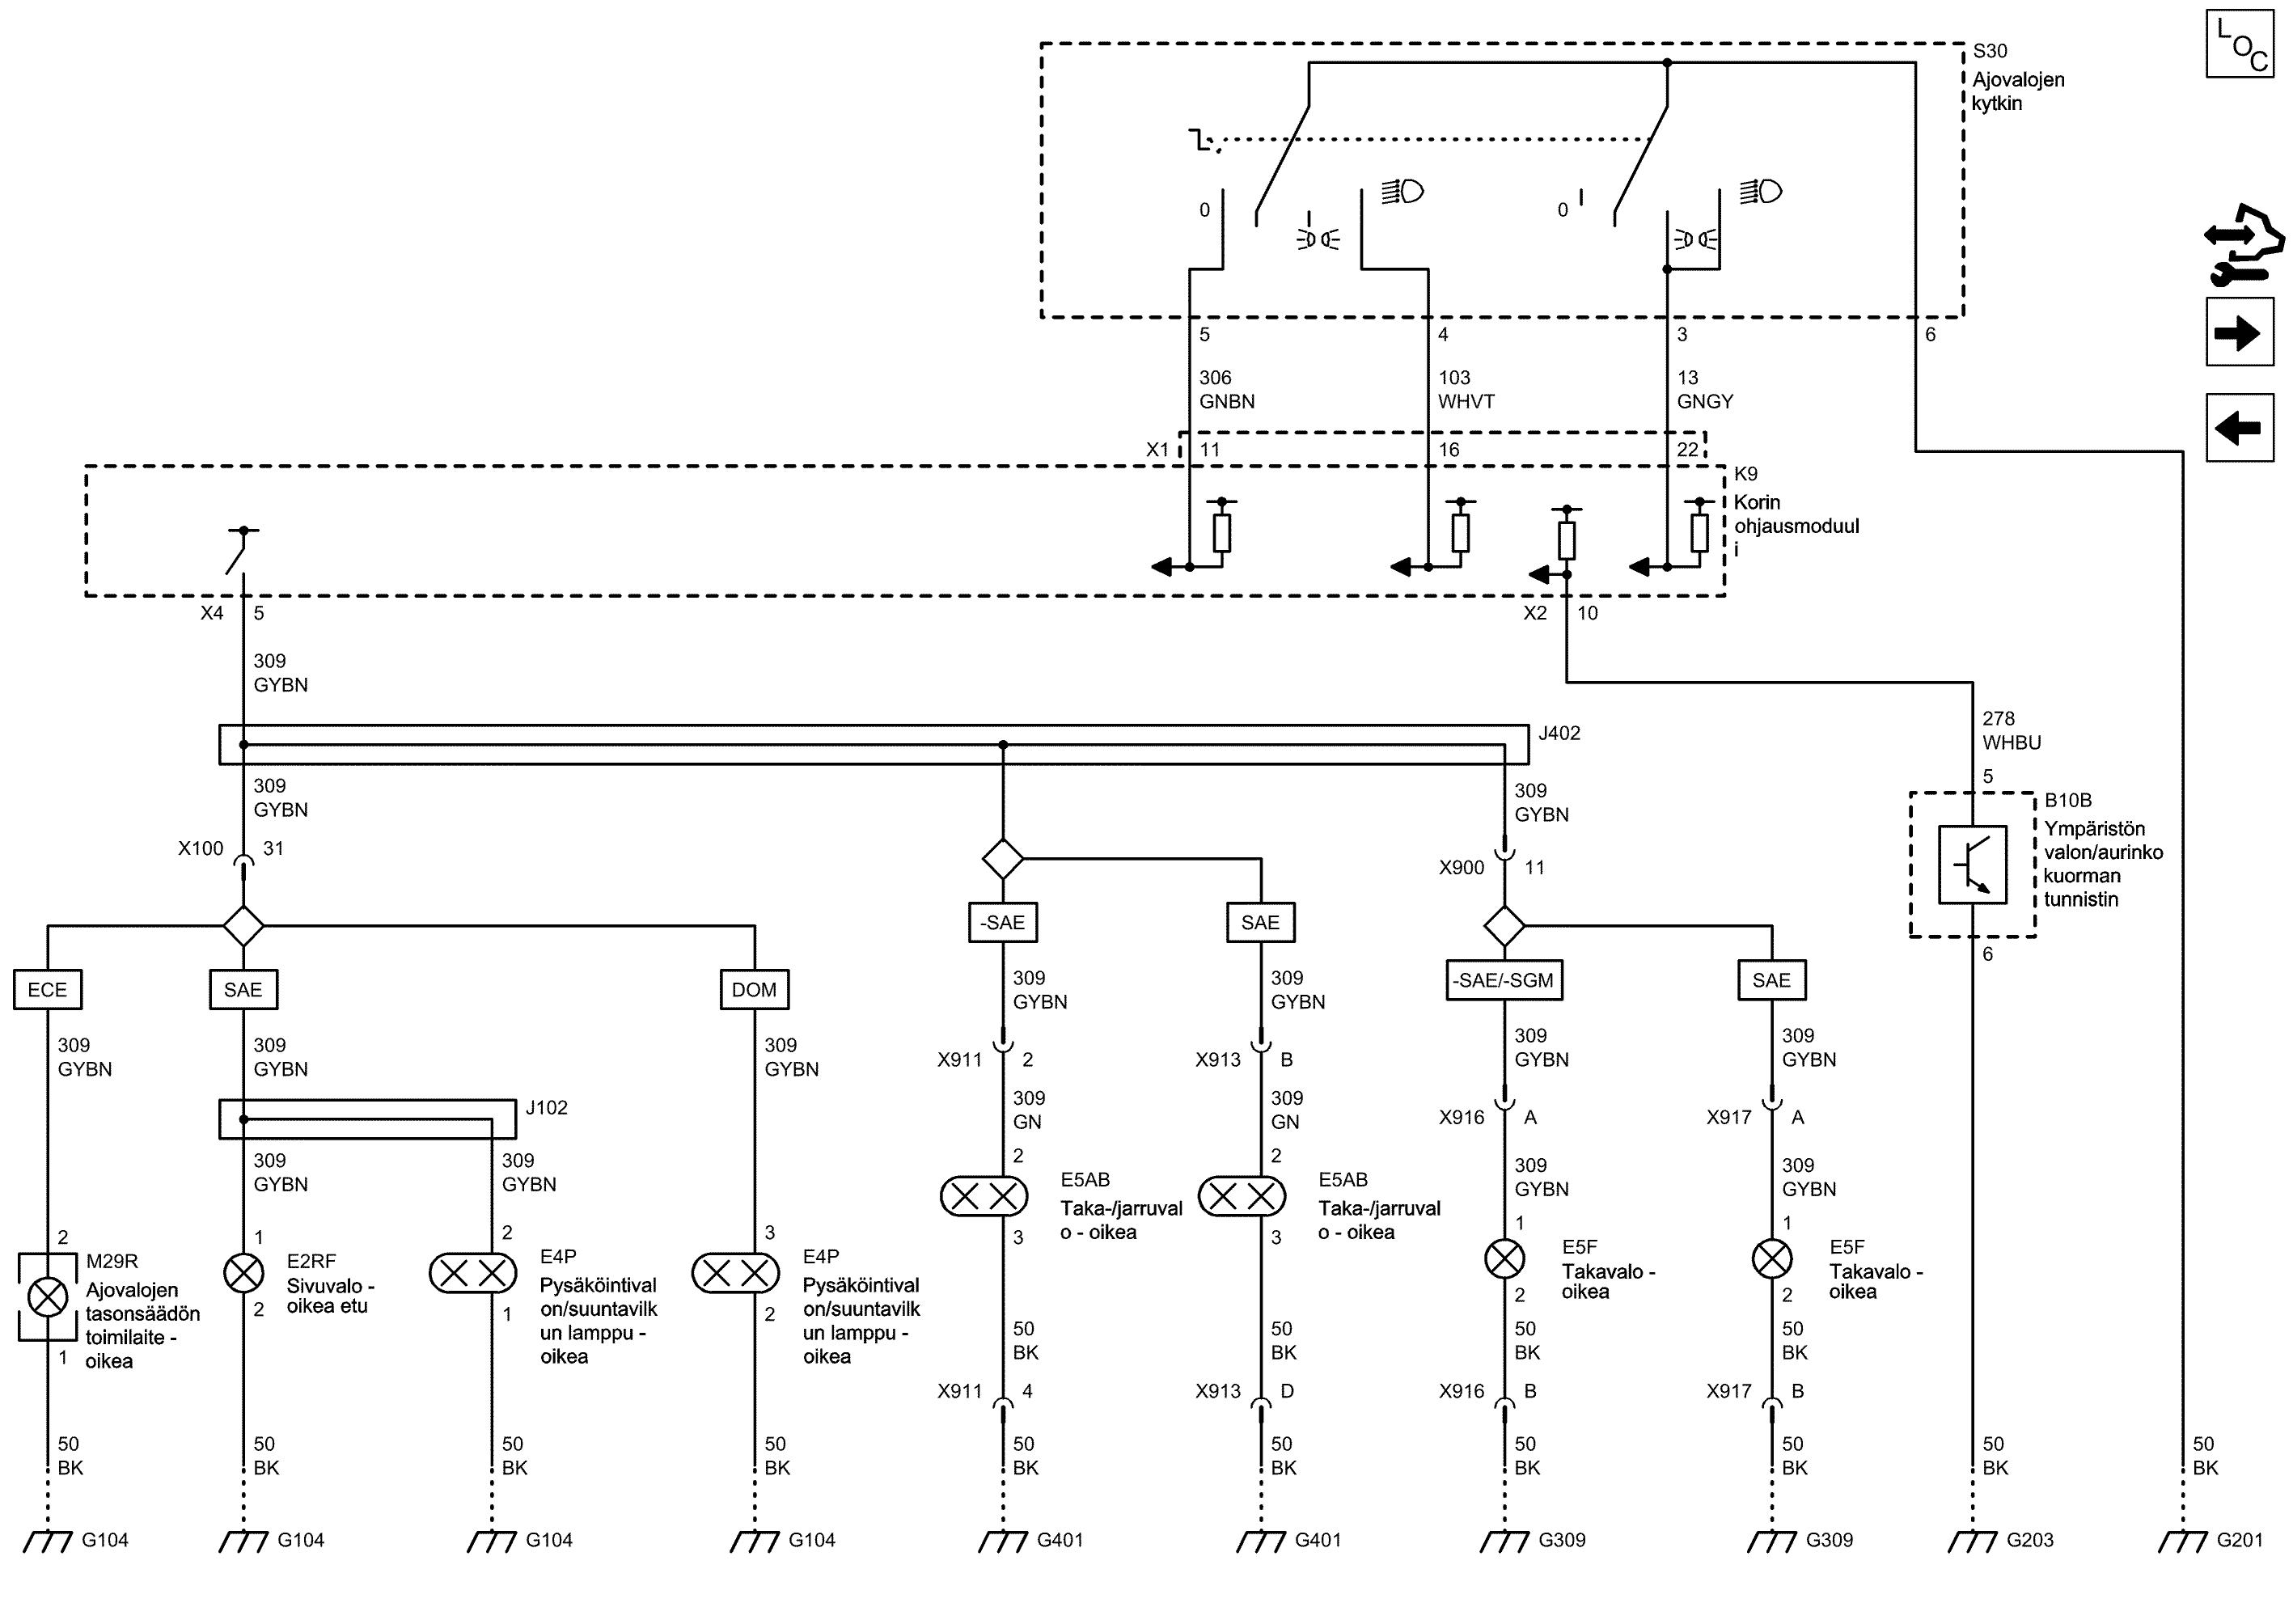 LOC
S30
Ajovalojen
kytkin
0
0
5
4
3
6
306
GNBN
103
WHVT
13
GNGY
X1
11
16
22
K9
Korin
ohjausmoduul
i
X4
5
X2
10
309
GYBN
278
WHBU
J402
309
GYBN
309
GYBN
5
B10B
Ympäristön
valon/aurinko
kuorman
tunnistin
6
X100
31
X900
11
-SAE
SAE
ECE
SAE
DOM
-SAE/-SGM
SAE
309
GYBN
309
GYBN
309
GYBN
309
GYBN
309
GYBN
309
GYBN
309
GYBN
X911
2
X913
B
X916
A
X917
A
J102
309
GN
309
GN
309
GYBN
309
GYBN
309
GYBN
309
GYBN
2
E5AB
Taka-/jarruval
o - oikea
3
2
E5AB
Taka-/jarruval
o - oikea
3
2
M29R
Ajovalojen
tasonsäädön
toimilaite -
oikea
1
1
E2RF
Sivuvalo -
oikea etu
2
2
E4P
Pysäköintival
on/suuntavilk
un lamppu -
oikea
1
3
E4P
Pysäköintival
on/suuntavilk
un lamppu -
oikea
2
1
E5F
Takavalo -
oikea
2
1
E5F
Takavalo -
oikea
2
50
BK
50
BK
50
BK
50
BK
X911
4
X913
D
X916
B
X917
B
50
BK
50
BK
50
BK
50
BK
50
BK
50
BK
50
BK
50
BK
50
BK
50
BK
G104
G104
G104
G104
G401
G401
G309
G309
G203
G201